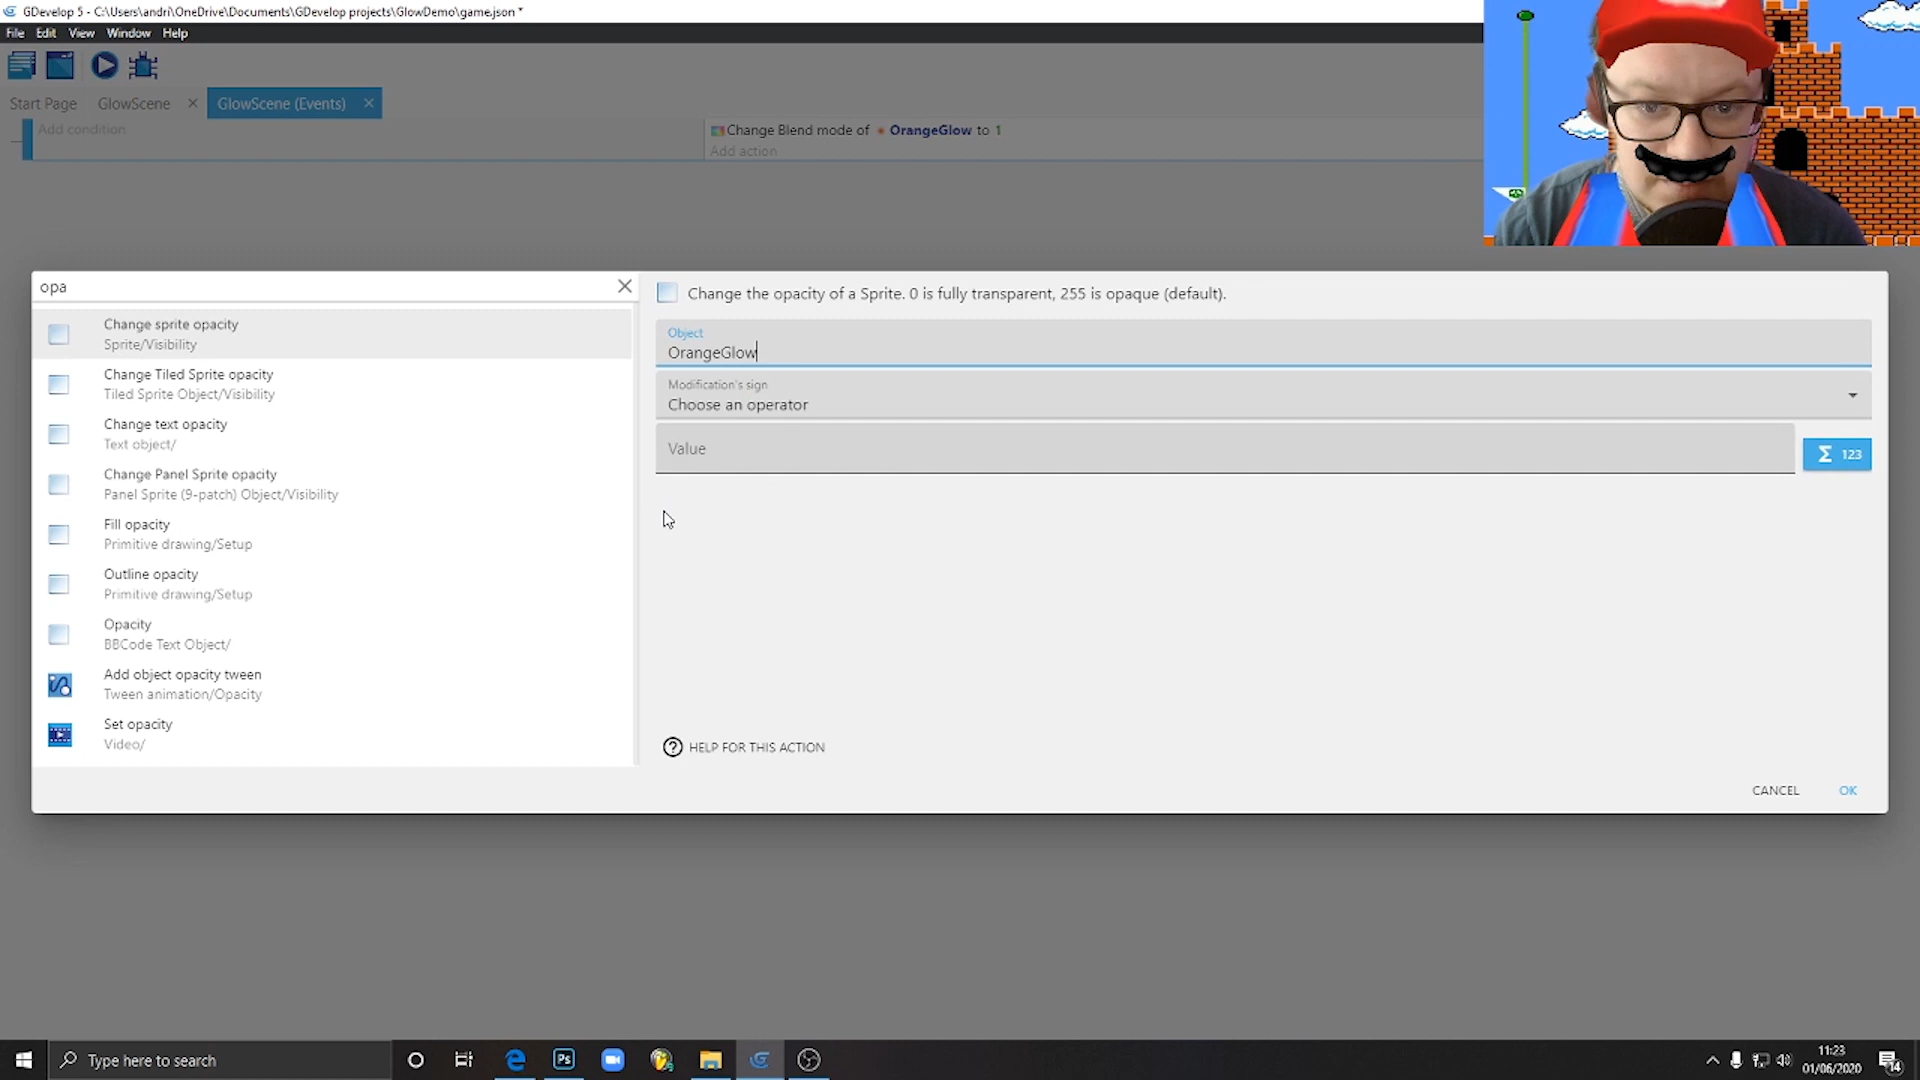 GDevelop 5 - C:\Users\andri\OneDrive\Documents\GDevelop projects\GlowDemo\game.json *
File Edit View Window Help
Start Page GlowScene × GlowScene (Events) ×
Add condition
Change Blend mode of OrangeGlow to 1
Add action
opa
Change sprite opacity
Sprite/Visibility
Change Tiled Sprite opacity
Tiled Sprite Object/Visibility
Change text opacity
Text object/
Change Panel Sprite opacity
Panel Sprite (9-patch) Object/Visibility
Fill opacity
Primitive drawing/Setup
Outline opacity
Primitive drawing/Setup
Opacity
BBCode Text Object/
Add object opacity tween
Tween animation/Opacity
Set opacity
Video/
Change the opacity of a Sprite. 0 is fully transparent, 255 is opaque (default).
Object
OrangeGlow
Modification's sign
Choose an operator
Value
Σ 123
HELP FOR THIS ACTION
CANCEL OK
Type here to search
Ps
11:23
01/06/2020
14